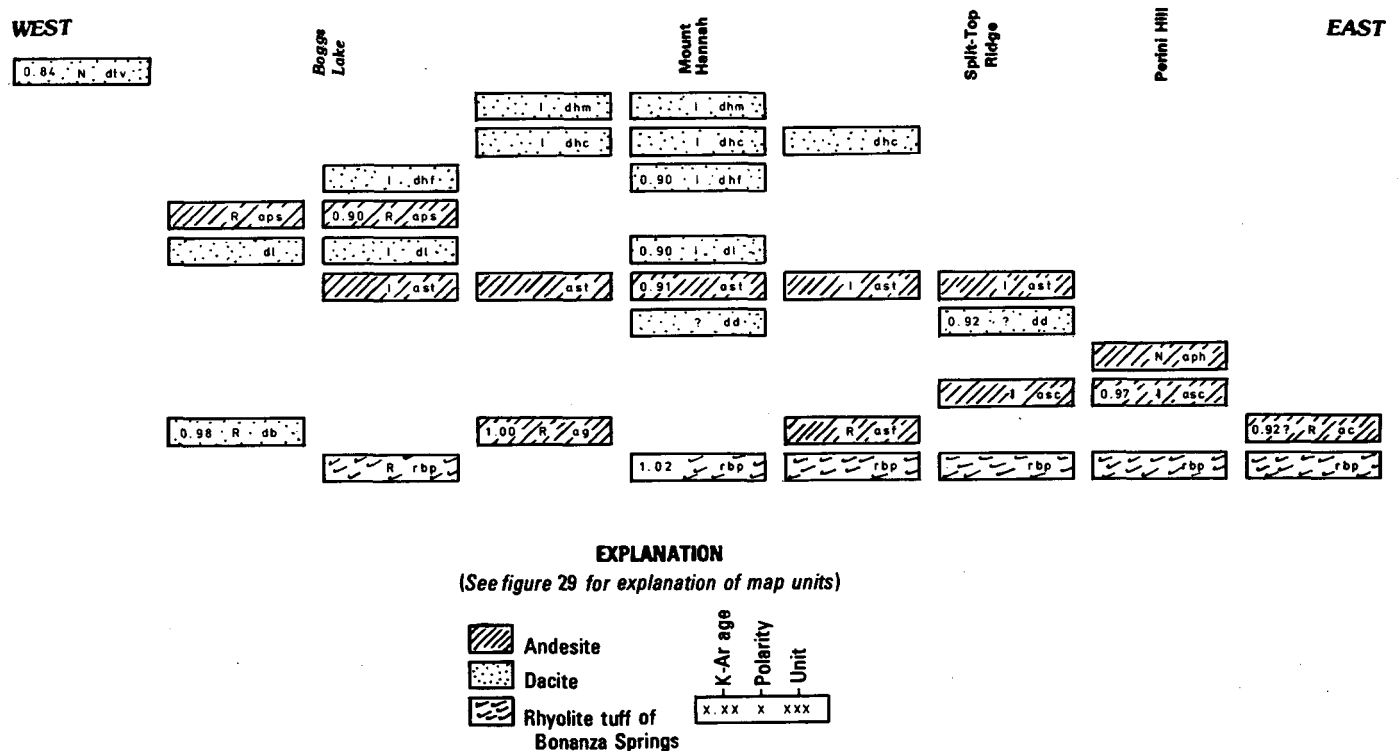 WEST
EAST
Boggs
Lake
Mount
Hannah
Split-Top
Ridge
Perini Hill
0.84 N dtv
I dhm
I dhm
I dhc
I dhc
dhc
I dhf
0.90 I dhf
R aps
0.90 R aps
dl
I dl
0.90 I dl
I ast
ast
0.91 ast
I ast
I ast
? dd
0.92 ? dd
N aph
I asc
0.97 I asc
0.98 R db
1.00 R ag
R asf
0.92? R ac
R rbp
1.02 rbp
rbp
rbp
rbp
rbp
EXPLANATION
(See figure 29 for explanation of map units)
Andesite
Dacite
Rhyolite tuff of
Bonanza Springs
K-Ar age
Polarity
Unit
x.xx x xxx